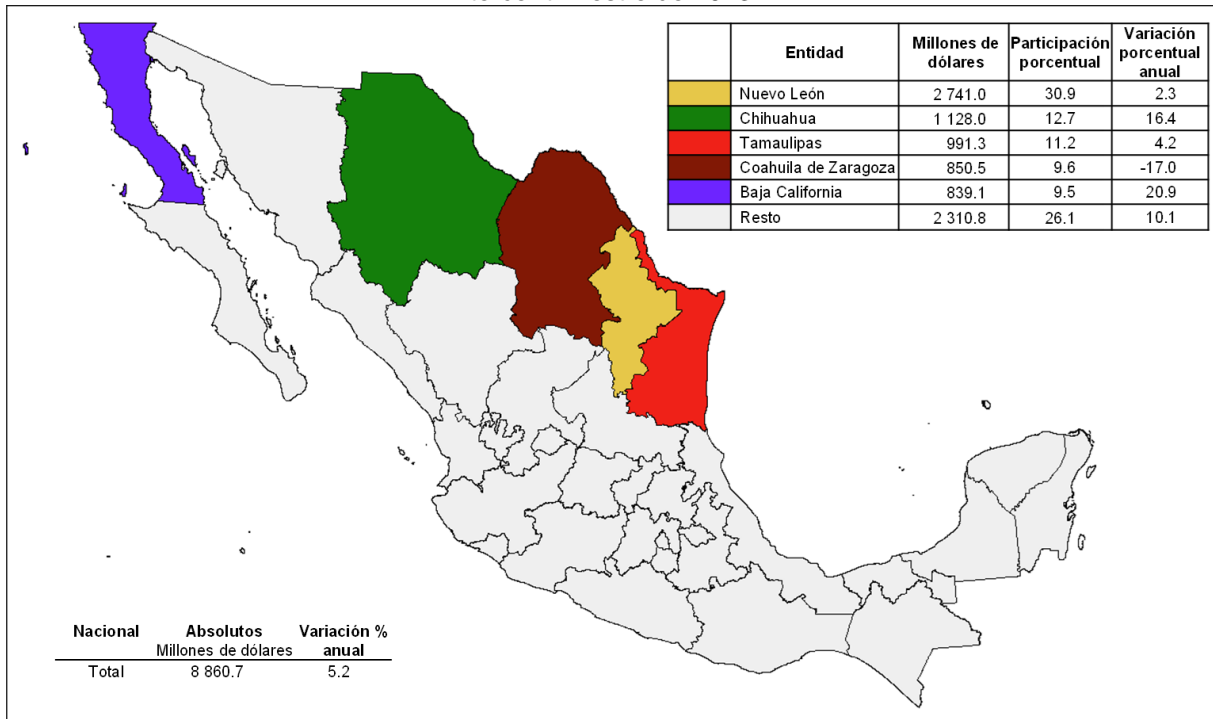 Entidad Millones de dólares Participación porcentual Variación porcentual anual
Nuevo León 2 741.0 30.9 2.3
Chihuahua 1 128.0 12.7 16.4
Tamaulipas 991.3 11.2 4.2
Coahuila de Zaragoza 850.5 9.6 -17.0
Baja California 839.1 9.5 20.9
Resto 2 310.8 26.1 10.1
Nacional Absolutos Variación %
Millones de dólares anual
Total 8 860.7 5.2